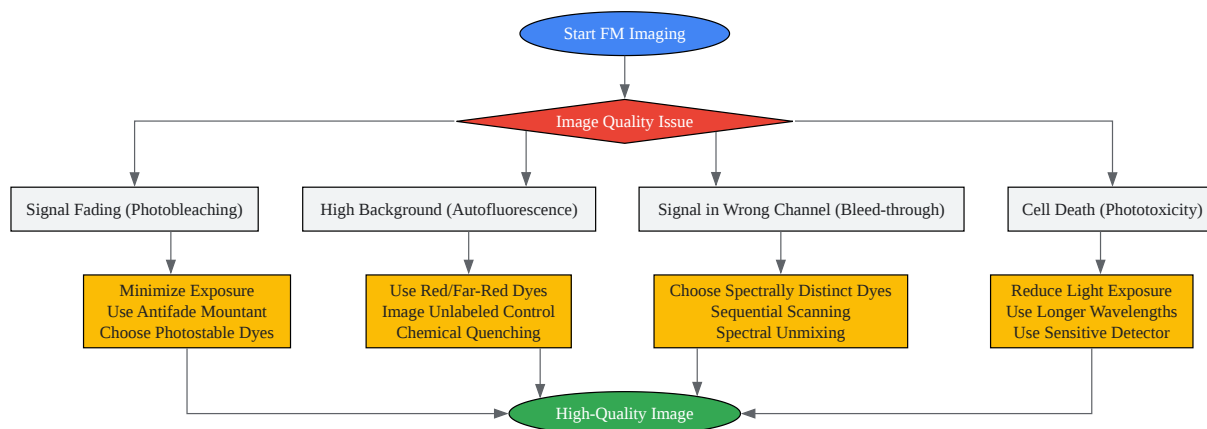 Start FM Imaging
Image Quality Issue
Signal Fading (Photobleaching)
High Background (Autofluorescence)
Signal in Wrong Channel (Bleed-through)
Cell Death (Phototoxicity)
Minimize Exposure
Use Antifade Mountant
Choose Photostable Dyes
Use Red/Far-Red Dyes
Image Unlabeled Control
Chemical Quenching
Choose Spectrally Distinct Dyes
Sequential Scanning
Spectral Unmixing
Reduce Light Exposure
Use Longer Wavelengths
Use Sensitive Detector
High-Quality Image